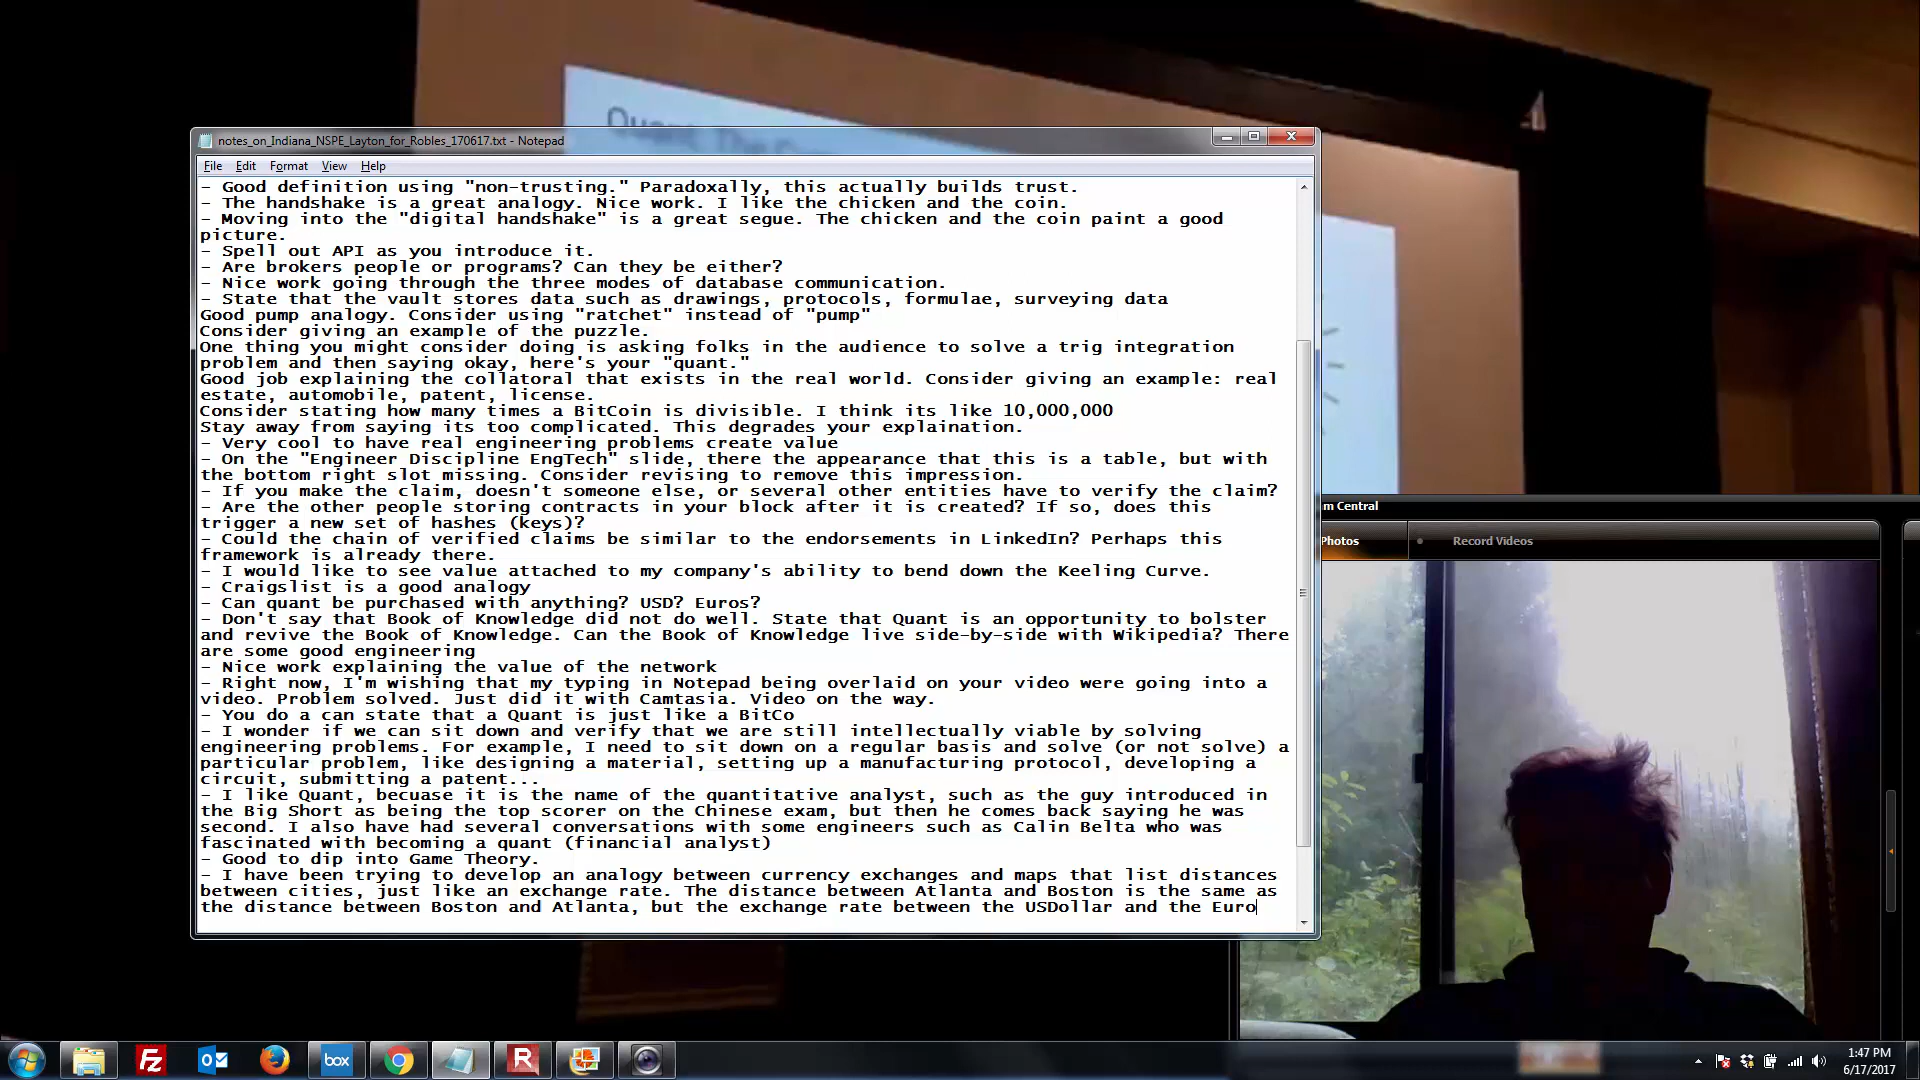 Quant: The
notes_on_Indiana_NSPE_Layton_for_Robles_170617.txt - Notepad
File Edit Format View Help
- Good definition using "non-trusting." Paradoxally, this actually builds trust.
- The handshake is a great analogy. Nice work. I like the chicken and the coin.
- Moving into the "digital handshake" is a great segue. The chicken and the coin paint a good
picture.
- Spell out API as you introduce it.
- Are brokers people or programs? Can they be either?
- Nice work going through the three modes of database communication.
- State that the vault stores data such as drawings, protocols, formulae, surveying data
Good pump analogy. Consider using "ratchet" instead of "pump"
Consider giving an example of the puzzle.
One thing you might consider doing is asking folks in the audience to solve a trig integration
problem and then saying okay, here's your "quant."
Good job explaining the collatoral that exists in the real world. Consider giving an example: real
estate, automobile, patent, license.
Consider stating how many times a BitCoin is divisible. I think its like 10,000,000
Stay away from saying its too complicated. This degrades your explaination.
- Very cool to have real engineering problems create value
- On the "Engineer Discipline EngTech" slide, there the appearance that this is a table, but with
the bottom right slot missing. Consider revising to remove this impression.
- If you make the claim, doesn't someone else, or several other entities have to verify the claim?
- Are the other people storing contracts in your block after it is created? If so, does this
trigger a new set of hashes (keys)?
- Could the chain of verified claims be similar to the endorsements in LinkedIn? Perhaps this
framework is already there.
- I would like to see value attached to my company's ability to bend down the Keeling Curve.
- Craigslist is a good analogy
- Can quant be purchased with anything? USD? Euros?
- Don't say that Book of Knowledge did not do well. State that Quant is an opportunity to bolster
and revive the Book of Knowledge. Can the Book of Knowledge live side-by-side with Wikipedia? There
are some good engineering
- Nice work explaining the value of the network
- Right now, I'm wishing that my typing in Notepad being overlaid on your video were going into a
video. Problem solved. Just did it with Camtasia. Video on the way.
- You do a can state that a Quant is just like a BitCo
- I wonder if we can sit down and verify that we are still intellectually viable by solving
engineering problems. For example, I need to sit down on a regular basis and solve (or not solve) a
particular problem, like designing a material, setting up a manufacturing protocol, developing a
circuit, submitting a patent...
- I like Quant, becuase it is the name of the quantitative analyst, such as the guy introduced in
the Big Short as being the top scorer on the Chinese exam, but then he comes back saying he was
second. I also have had several conversations with some engineers such as Calin Belta who was
fascinated with becoming a quant (financial analyst)
- Good to dip into Game Theory.
- I have been trying to develop an analogy between currency exchanges and maps that list distances
between cities, just like an exchange rate. The distance between Atlanta and Boston is the same as
the distance between Boston and Atlanta, but the exchange rate between the USDollar and the Euro
m Central
Photos
Record Videos
Fz
box
R
1:47 PM
6/17/2017